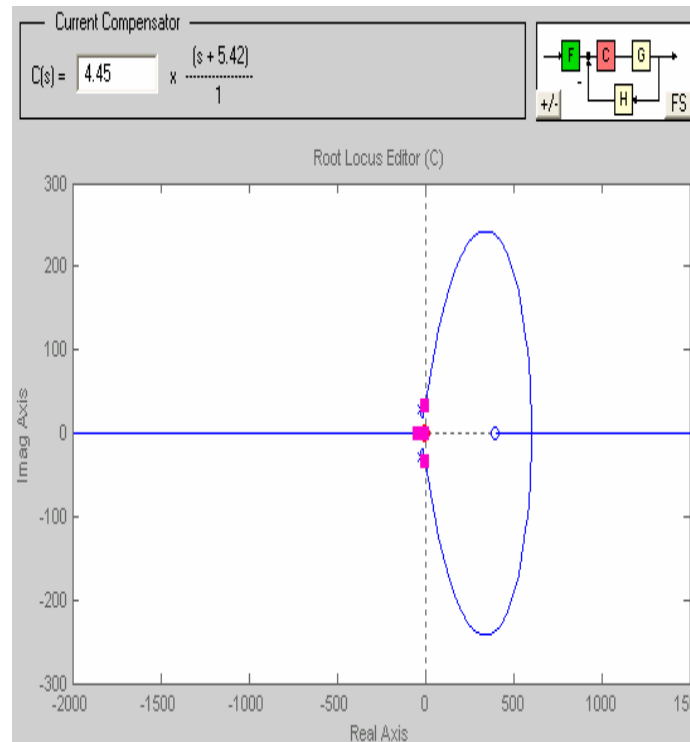 Current Compensator
C(s) = 4.45 x (s + 5.42)
1
F C G
-
H
+/- FS
Root Locus Editor (C)
300
200
100
0
-100
-200
-300
Imag Axis
-2000 -1500 -1000 -500 0 500 1000 150
Real Axis